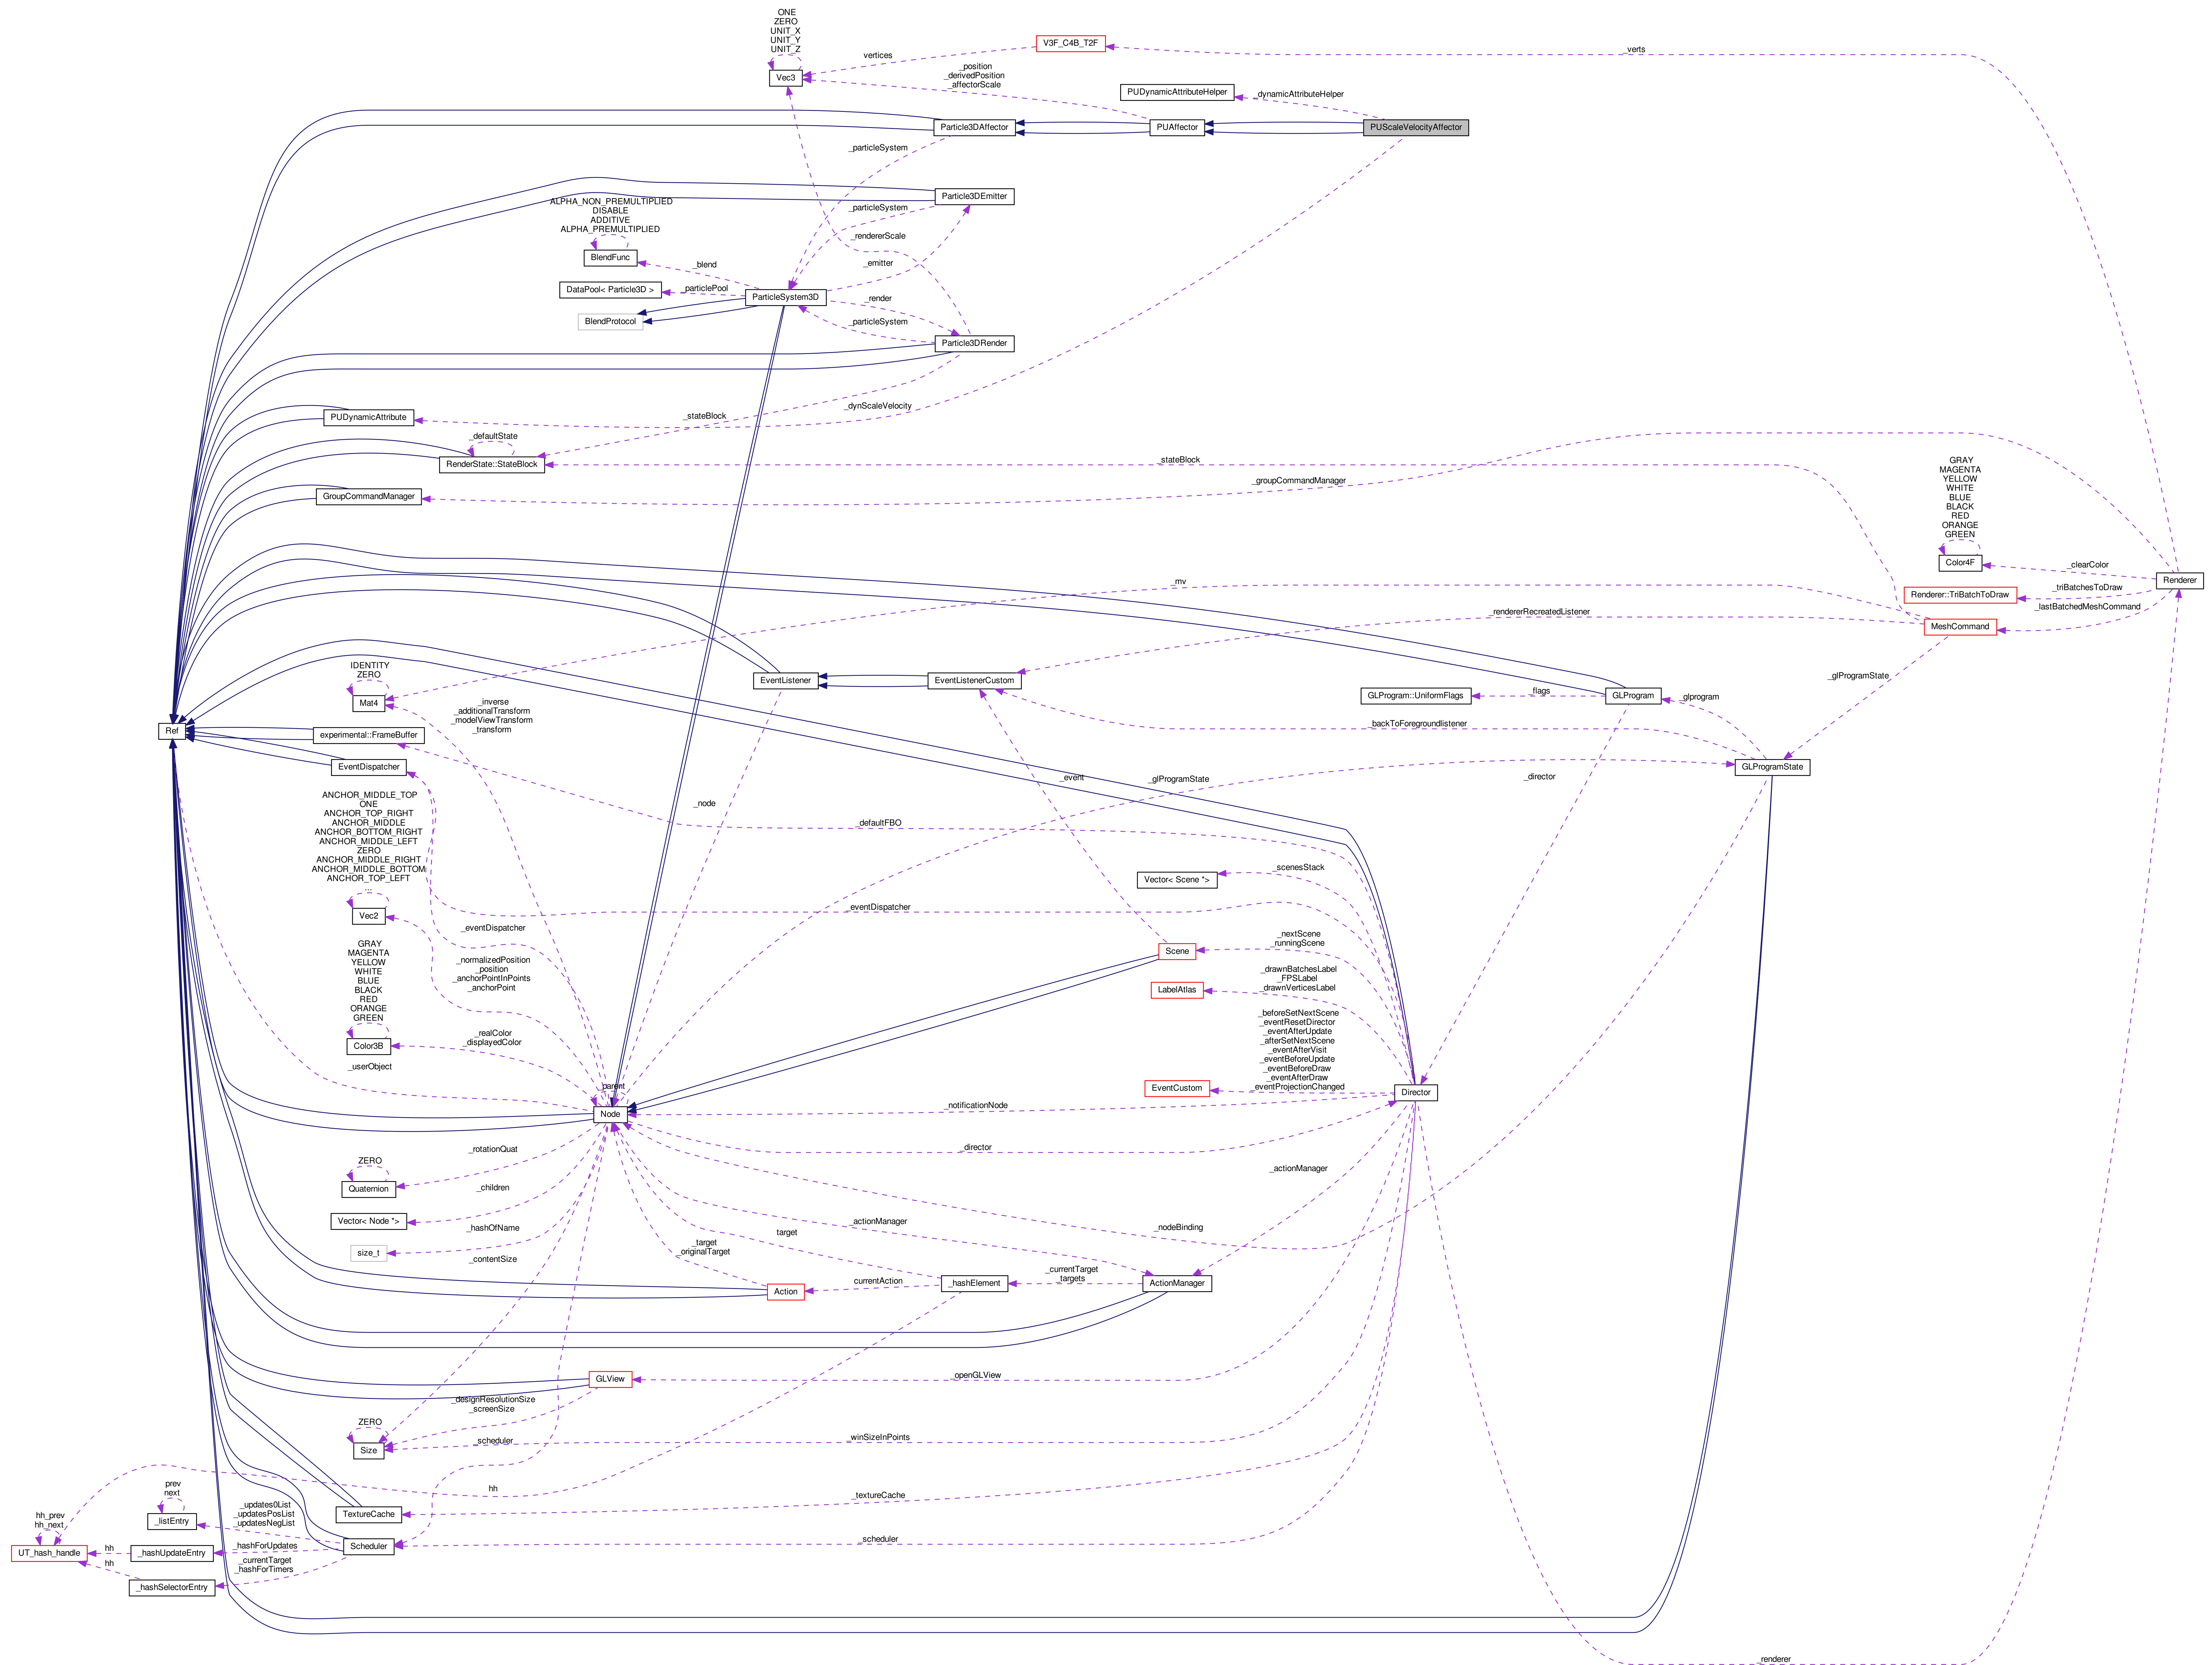 ONE
ZERO
UNIT_X
UNIT_Y
UNIT_Z
Vec3
vertices
V3F_C4B_T2F
_verts
_position
_derivedPosition
_affectorScale
PUDynamicAttributeHelper
_dynamicAttributeHelper
Particle3DAffector
PUAffector
PUScaleVelocityAffector
_particleSystem
Particle3DEmitter
ALPHA_NON_PREMULTIPLIED
DISABLE
ADDITIVE
ALPHA_PREMULTIPLIED
_particleSystem
_rendererScale
BlendFunc
_blend
_emitter
DataPool< Particle3D >
_particlePool
ParticleSystem3D
_render
BlendProtocol
_particleSystem
Particle3DRender
PUDynamicAttribute
_stateBlock
_dynScaleVelocity
_defaultState
RenderState::StateBlock
_stateBlock
GroupCommandManager
_groupCommandManager
GRAY
MAGENTA
YELLOW
WHITE
BLUE
BLACK
RED
ORANGE
GREEN
Color4F
_clearColor
Renderer
_mv
Renderer::TriBatchToDraw
_triBatchesToDraw
_rendererRecreatedListener
_lastBatchedMeshCommand
MeshCommand
IDENTITY
ZERO
Mat4
EventListener
EventListenerCustom
GLProgram::UniformFlags
_flags
GLProgram
_glprogram
_glProgramState
_inverse
_additionalTransform
_modelViewTransform
_transform
_backToForegroundlistener
Ref
experimental::FrameBuffer
EventDispatcher
_event
_glProgramState
_director
GLProgramState
ANCHOR_MIDDLE_TOP
ONE
ANCHOR_TOP_RIGHT
ANCHOR_MIDDLE
ANCHOR_BOTTOM_RIGHT
ANCHOR_MIDDLE_LEFT
ZERO
ANCHOR_MIDDLE_RIGHT
ANCHOR_MIDDLE_BOTTOM
ANCHOR_TOP_LEFT
...
Vec2
_node
_defaultFBO
Vector< Scene *>
_scenesStack
_eventDispatcher
_eventDispatcher
GRAY
MAGENTA
YELLOW
WHITE
BLUE
BLACK
RED
ORANGE
GREEN
Color3B
_normalizedPosition
_position
_anchorPointInPoints
_anchorPoint
Scene
_nextScene
_runningScene
LabelAtlas
_drawnBatchesLabel
_FPSLabel
_drawnVerticesLabel
_realColor
_displayedColor
_userObject
_beforeSetNextScene
_eventResetDirector
_eventAfterUpdate
_afterSetNextScene
_eventAfterVisit
_eventBeforeUpdate
_eventBeforeDraw
_eventAfterDraw
_eventProjectionChanged
EventCustom
Director
_parent
Node
_notificationNode
_director
_rotationQuat
ZERO
Quaternion
_children
_actionManager
Vector< Node *>
_hashOfName
_actionManager
_nodeBinding
size_t
_contentSize
_target
_originalTarget
target
Action
currentAction
_hashElement
_currentTarget
targets
ActionManager
GLView
_openGLView
_designResolutionSize
_screenSize
ZERO
Size
_scheduler
_winSizeInPoints
hh
_textureCache
TextureCache
prev
next
_listEntry
_updates0List
_updatesPosList
_updatesNegList
hh_prev
hh_next
UT_hash_handle
hh
_hashUpdateEntry
_hashForUpdates
Scheduler
_scheduler
hh
_currentTarget
_hashForTimers
_hashSelectorEntry
_renderer